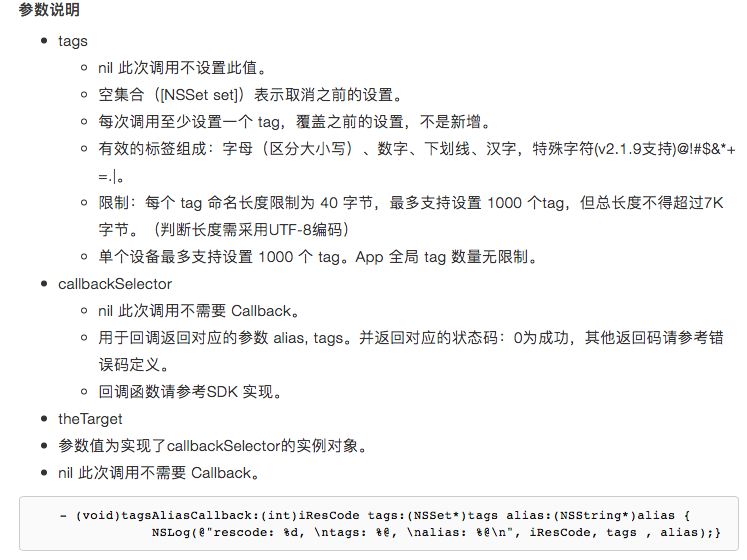 参数说明
tags
nil 此次调用不设置此值。
空集合（[NSSet set]）表示取消之前的设置。
每次调用至少设置一个 tag，覆盖之前的设置，不是新增。
有效的标签组成：字母（区分大小写）、数字、下划线、汉字，特殊字符(v2.1.9支持)@!#$&*+
=.|。
限制：每个 tag 命名长度限制为 40 字节，最多支持设置 1000 个tag，但总长度不得超过7K
字节。（判断长度需采用UTF-8编码）
单个设备最多支持设置 1000 个 tag。App 全局 tag 数量无限制。
callbackSelector
nil 此次调用不需要 Callback。
用于回调返回对应的参数 alias, tags。并返回对应的状态码：0为成功，其他返回码请参考错
误码定义。
回调函数请参考SDK 实现。
theTarget
参数值为实现了callbackSelector的实例对象。
nil 此次调用不需要 Callback。
- (void)tagsAliasCallback:(int)iResCode tags:(NSSet*)tags alias:(NSString*)alias {
NSLog(@"rescode: %d, \ntags: %@, \nalias: %@\n", iResCode, tags , alias);}